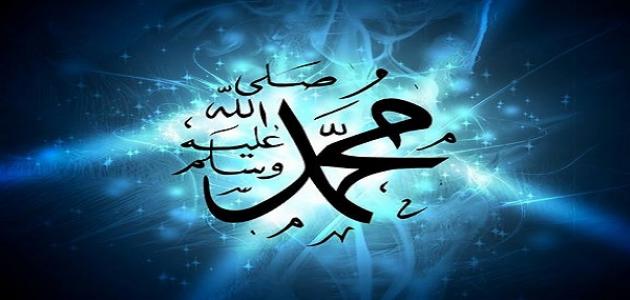 محمد
صلى
الله
عليه
وسلم